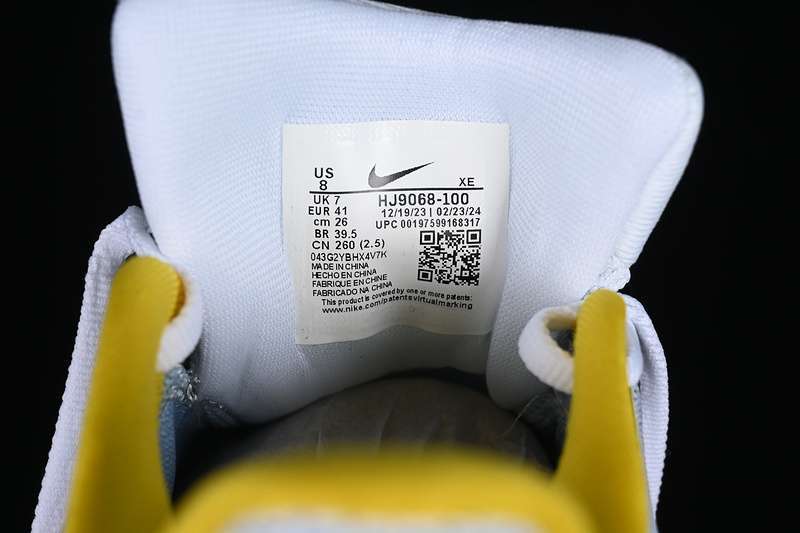 US
8
XE
UK 7
HJ9068-100
EUR 41
12/19/23 | 02/23/24
cm 26
UPC 00197599168317
BR 39.5
CN 260 (2.5)
043G2YBHX4V7K
MADE IN CHINA
HECHO EN CHINA
FABRIQUE EN CHINE
FABRICADO NA CHINA
This product is covered by one or more patents:
www.nike.com/patentsvirtualmarking